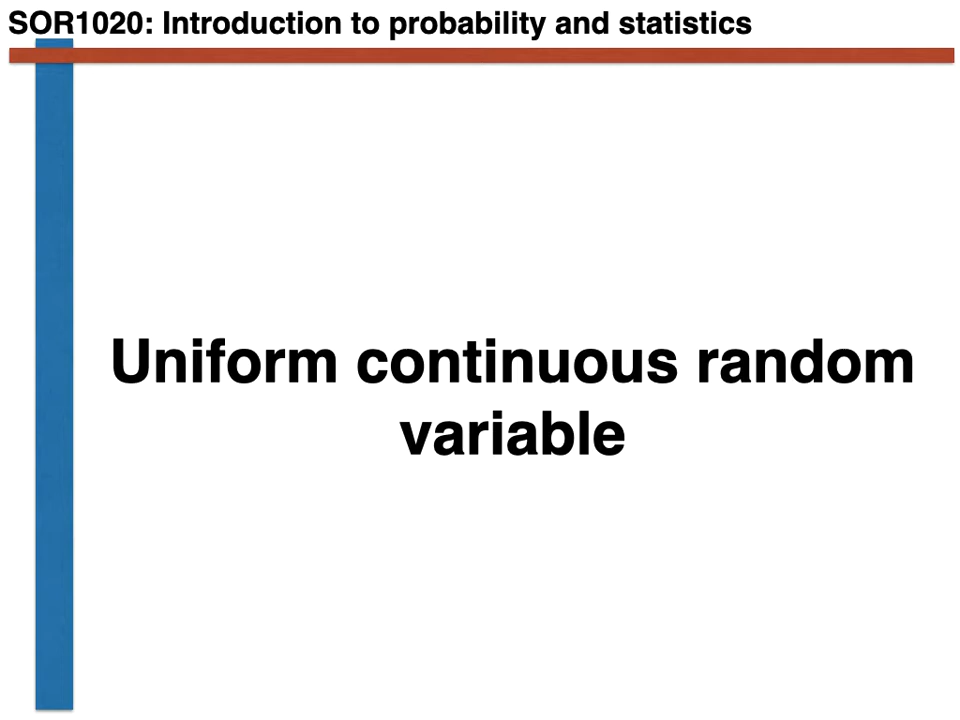 SOR1020: Introduction to probability and statistics
Uniform continuous random
variable